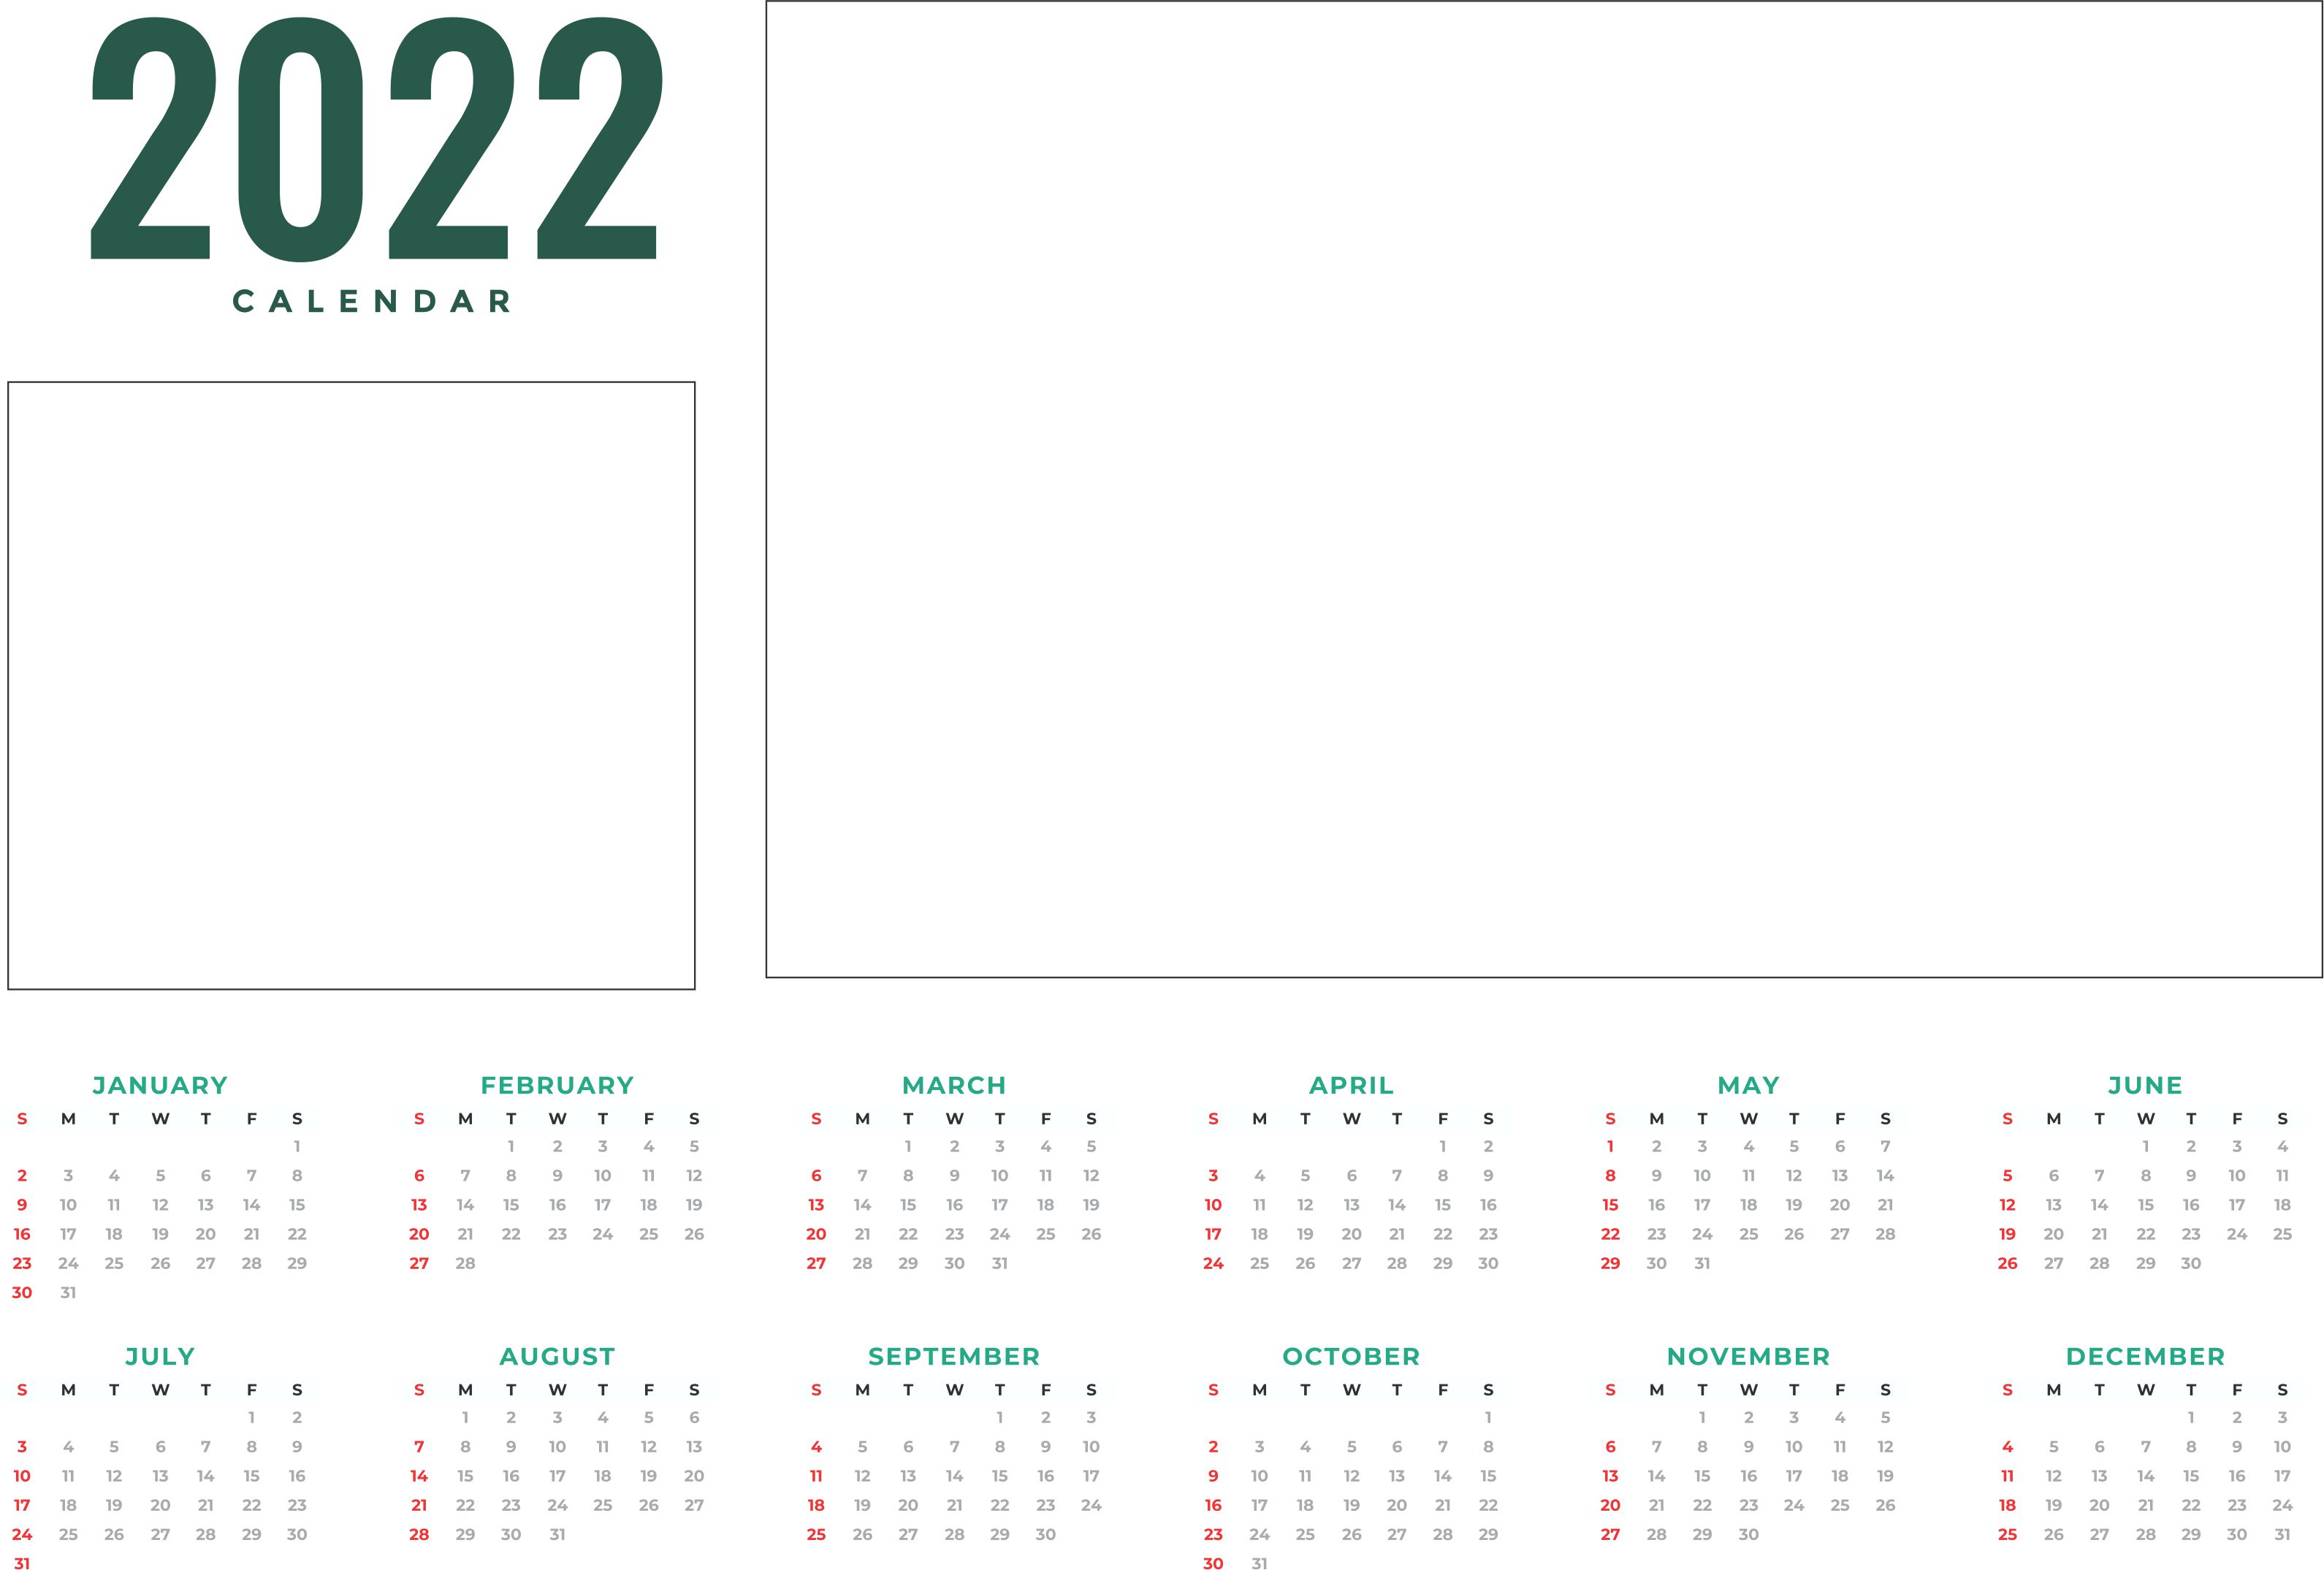 2022
CALENDAR
JANUARY
S M T W T F S
1
2 3 4 5 6 7 8
9 10 11 12 13 14 15
16 17 18 19 20 21 22
23 24 25 26 27 28 29
30 31
FEBRUARY
S M T W T F S
1 2 3 4 5
6 7 8 9 10 11 12
13 14 15 16 17 18 19
20 21 22 23 24 25 26
27 28
MARCH
S M T W T F S
1 2 3 4 5
6 7 8 9 10 11 12
13 14 15 16 17 18 19
20 21 22 23 24 25 26
27 28 29 30 31
APRIL
S M T W T F S
1 2
3 4 5 6 7 8 9
10 11 12 13 14 15 16
17 18 19 20 21 22 23
24 25 26 27 28 29 30
MAY
S M T W T F S
1 2 3 4 5 6 7
8 9 10 11 12 13 14
15 16 17 18 19 20 21
22 23 24 25 26 27 28
29 30 31
JUNE
S M T W T F S
1 2 3 4
5 6 7 8 9 10 11
12 13 14 15 16 17 18
19 20 21 22 23 24 25
26 27 28 29 30
JULY
S M T W T F S
1 2
3 4 5 6 7 8 9
10 11 12 13 14 15 16
17 18 19 20 21 22 23
24 25 26 27 28 29 30
31
AUGUST
S M T W T F S
1 2 3 4 5 6
7 8 9 10 11 12 13
14 15 16 17 18 19 20
21 22 23 24 25 26 27
28 29 30 31
SEPTEMBER
S M T W T F S
1 2 3
4 5 6 7 8 9 10
11 12 13 14 15 16 17
18 19 20 21 22 23 24
25 26 27 28 29 30
OCTOBER
S M T W T F S
1
2 3 4 5 6 7 8
9 10 11 12 13 14 15
16 17 18 19 20 21 22
23 24 25 26 27 28 29
30 31
NOVEMBER
S M T W T F S
1 2 3 4 5
6 7 8 9 10 11 12
13 14 15 16 17 18 19
20 21 22 23 24 25 26
27 28 29 30
DECEMBER
S M T W T F S
1 2 3
4 5 6 7 8 9 10
11 12 13 14 15 16 17
18 19 20 21 22 23 24
25 26 27 28 29 30 31